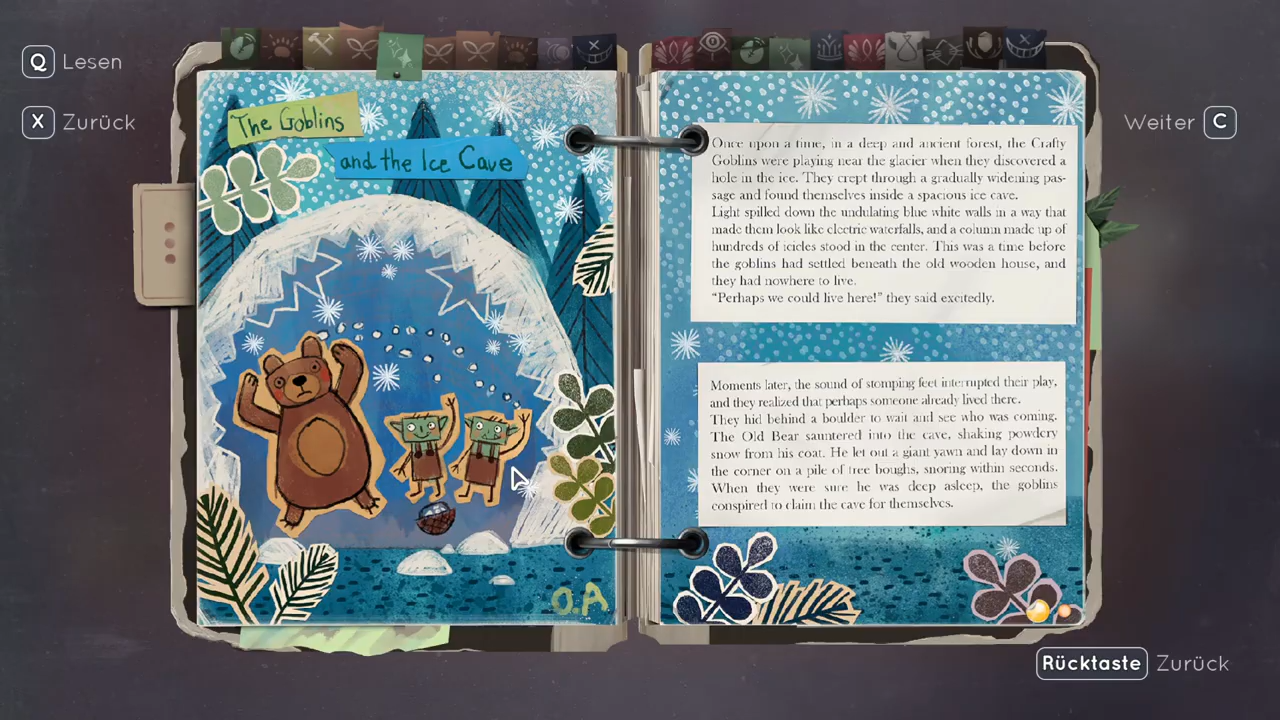 Q Lesen
X Zurück
The Goblins
and the Ice Cave
O.A
Once upon a time, in a deep and ancient forest, the Crafty
Goblins were playing near the glacier when they discovered a
hole in the ice. They crept through a gradually widening pas-
sage and found themselves inside a spacious ice cave.
Light spilled down the undulating blue white walls in a way that
made them look like electric waterfalls, and a column made up of
hundreds of icicles stood in the center. This was a time before
the goblins had settled beneath the old wooden house, and
they had nowhere to live.
“Perhaps we could live here!” they said excitedly.
Moments later, the sound of stomping feet interrupted their play,
and they realized that perhaps someone already lived there.
They hid behind a boulder to wait and see who was coming.
The Old Bear sauntered into the cave, shaking powdery
snow from his coat. He let out a giant yawn and lay down in
the corner on a pile of tree boughs, snoring within seconds.
When they were sure he was deep asleep, the goblins
conspired to claim the cave for themselves.
Weiter C
Rücktaste Zurück